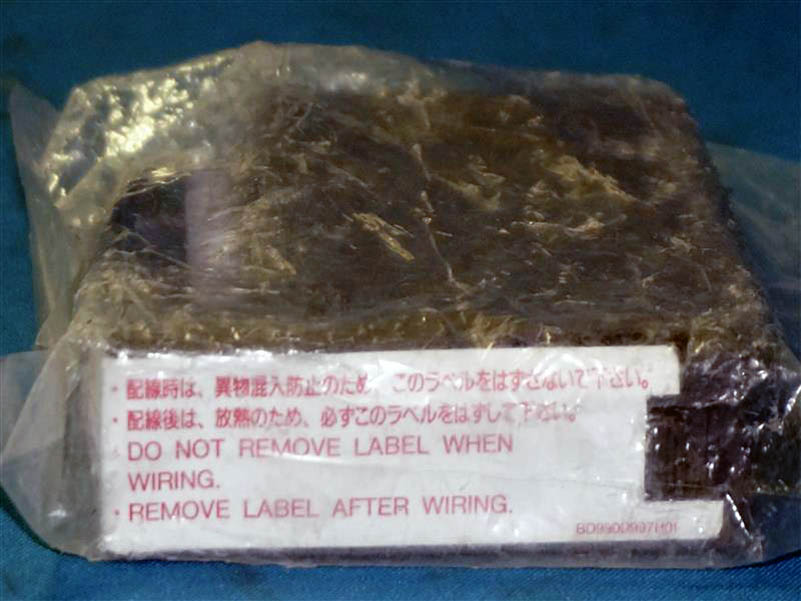 ・配線時は、異物混入防止のため、このラベルをはずさないで下さい。
・配線後は、放熱のため、必ずこのラベルをはずして下さい。
・DO NOT REMOVE LABEL WHEN
WIRING.
・REMOVE LABEL AFTER WIRING.
BD990D997H01